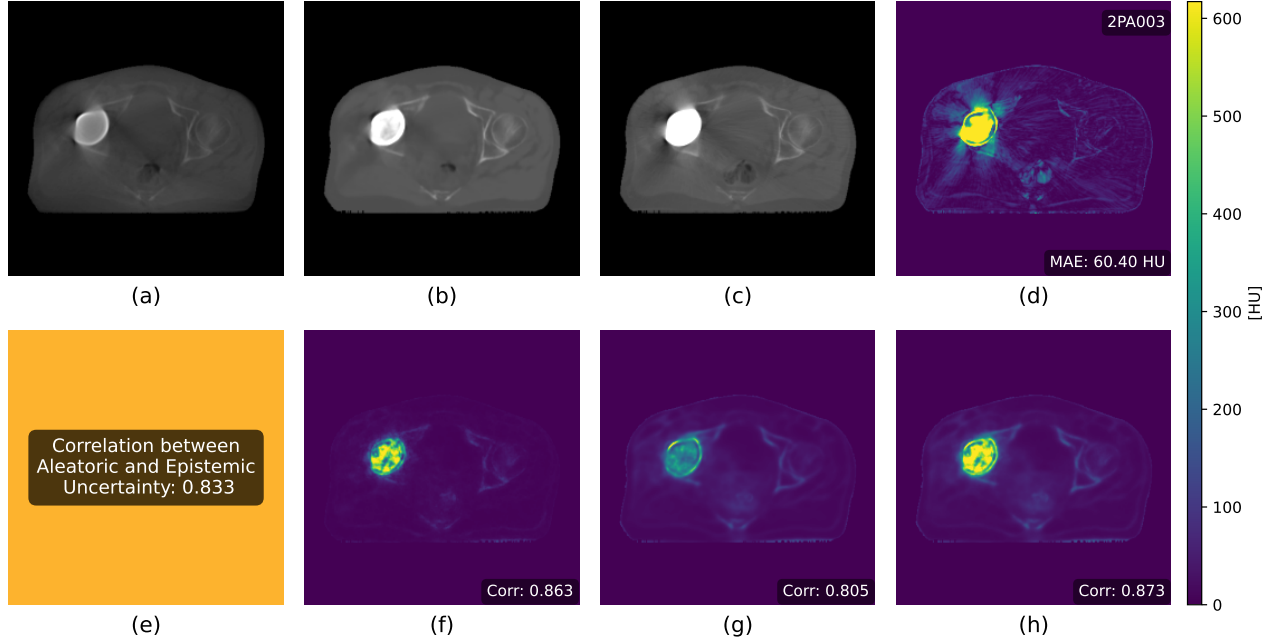 2PA003
MAE: 60.40 HU
(a)
(b)
(c)
(d)
600
500
400
300
200
100
0
[HU]
Correlation between
Aleatoric and Epistemic
Uncertainty: 0.833
Corr: 0.863
Corr: 0.805
Corr: 0.873
(e)
(f)
(g)
(h)